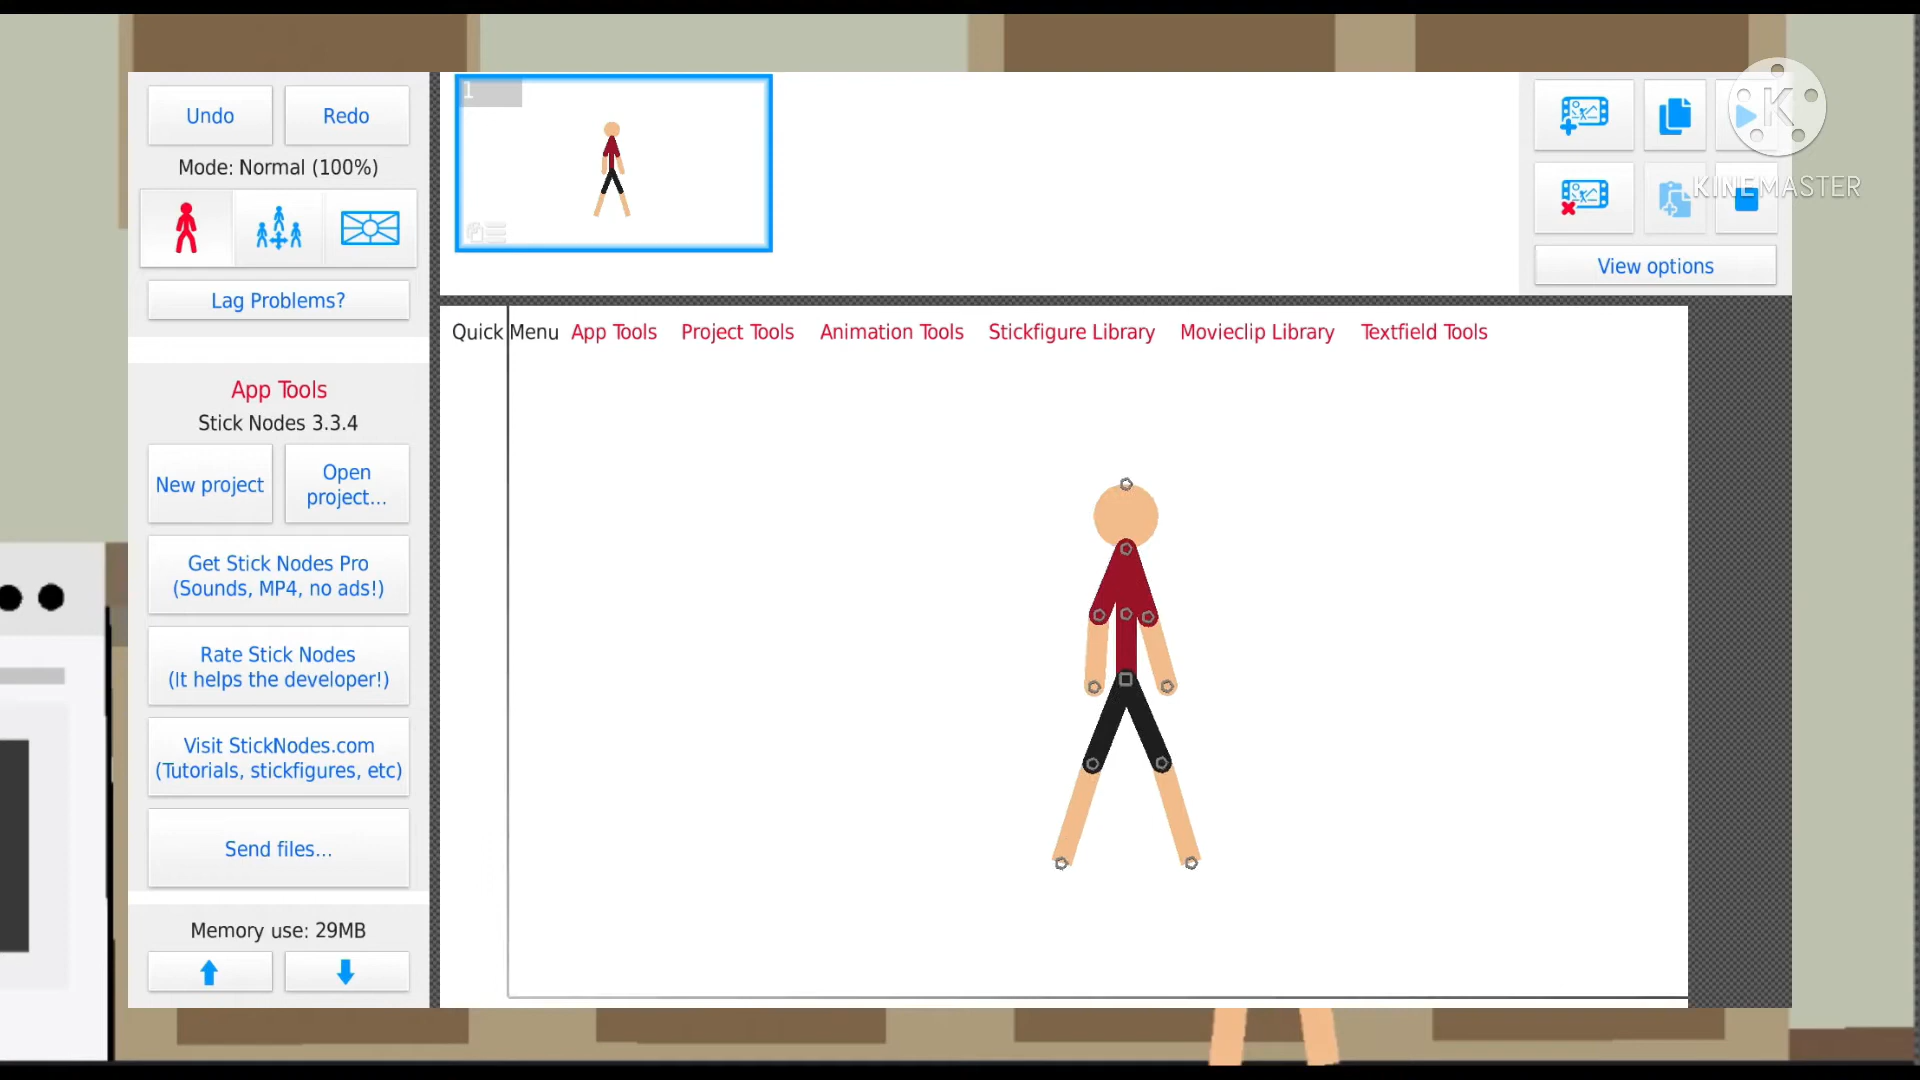 Undo
Redo
Mode: Normal (100%)
Lag Problems?
App Tools
Stick Nodes 3.3.4
New project
Open
project...
Get Stick Nodes Pro
(Sounds, MP4, no ads!)
Rate Stick Nodes
(It helps the developer!)
Visit StickNodes.com
(Tutorials, stickfigures, etc)
Send files...
Memory use: 29MB
1
K
KINEMASTER
View options
Quick Menu App Tools Project Tools Animation Tools Stickfigure Library Movieclip Library Textfield Tools